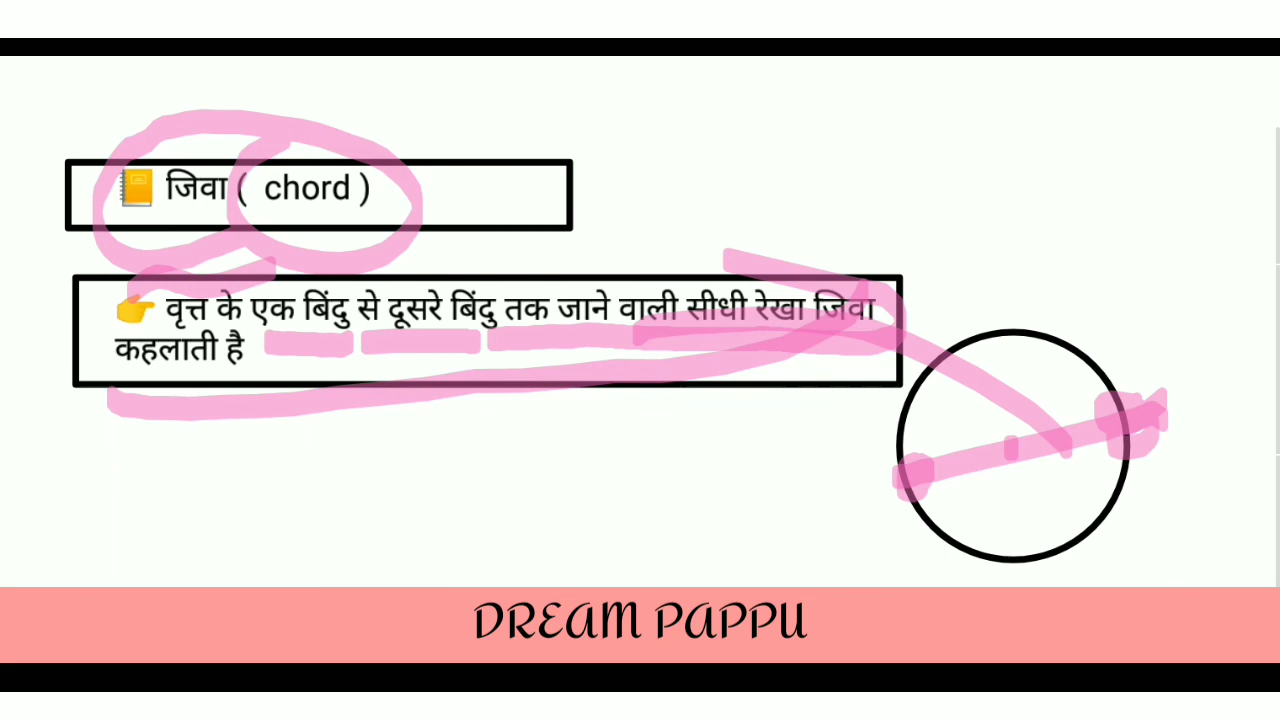 जिवा ( chord )
वृत्त के एक बिंदु से दूसरे बिंदु तक जाने वाली सीधी रेखा जिवा
कहलाती है
DREAM PAPPU